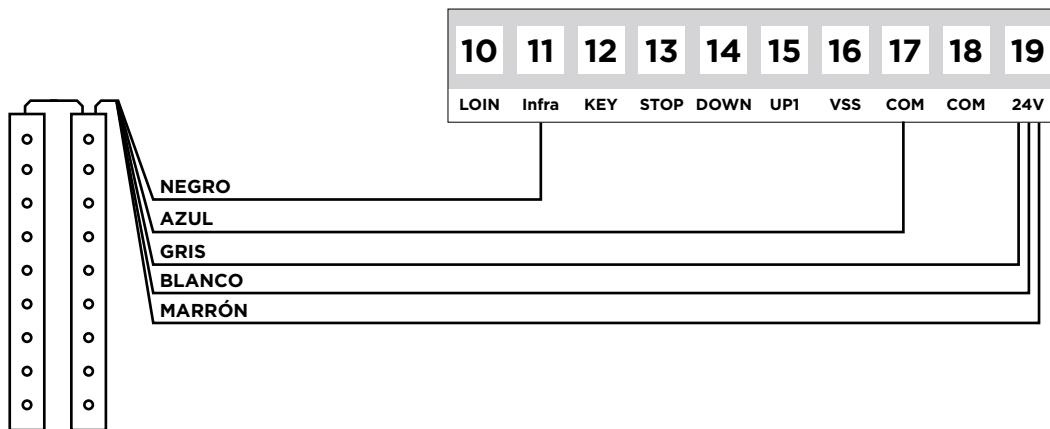 10 11 12 13 14 15 16 17 18 19
LOIN Infra KEY STOP DOWN UP1 VSS COM COM 24V
NEGRO
AZUL
GRIS
BLANCO
MARRÓN